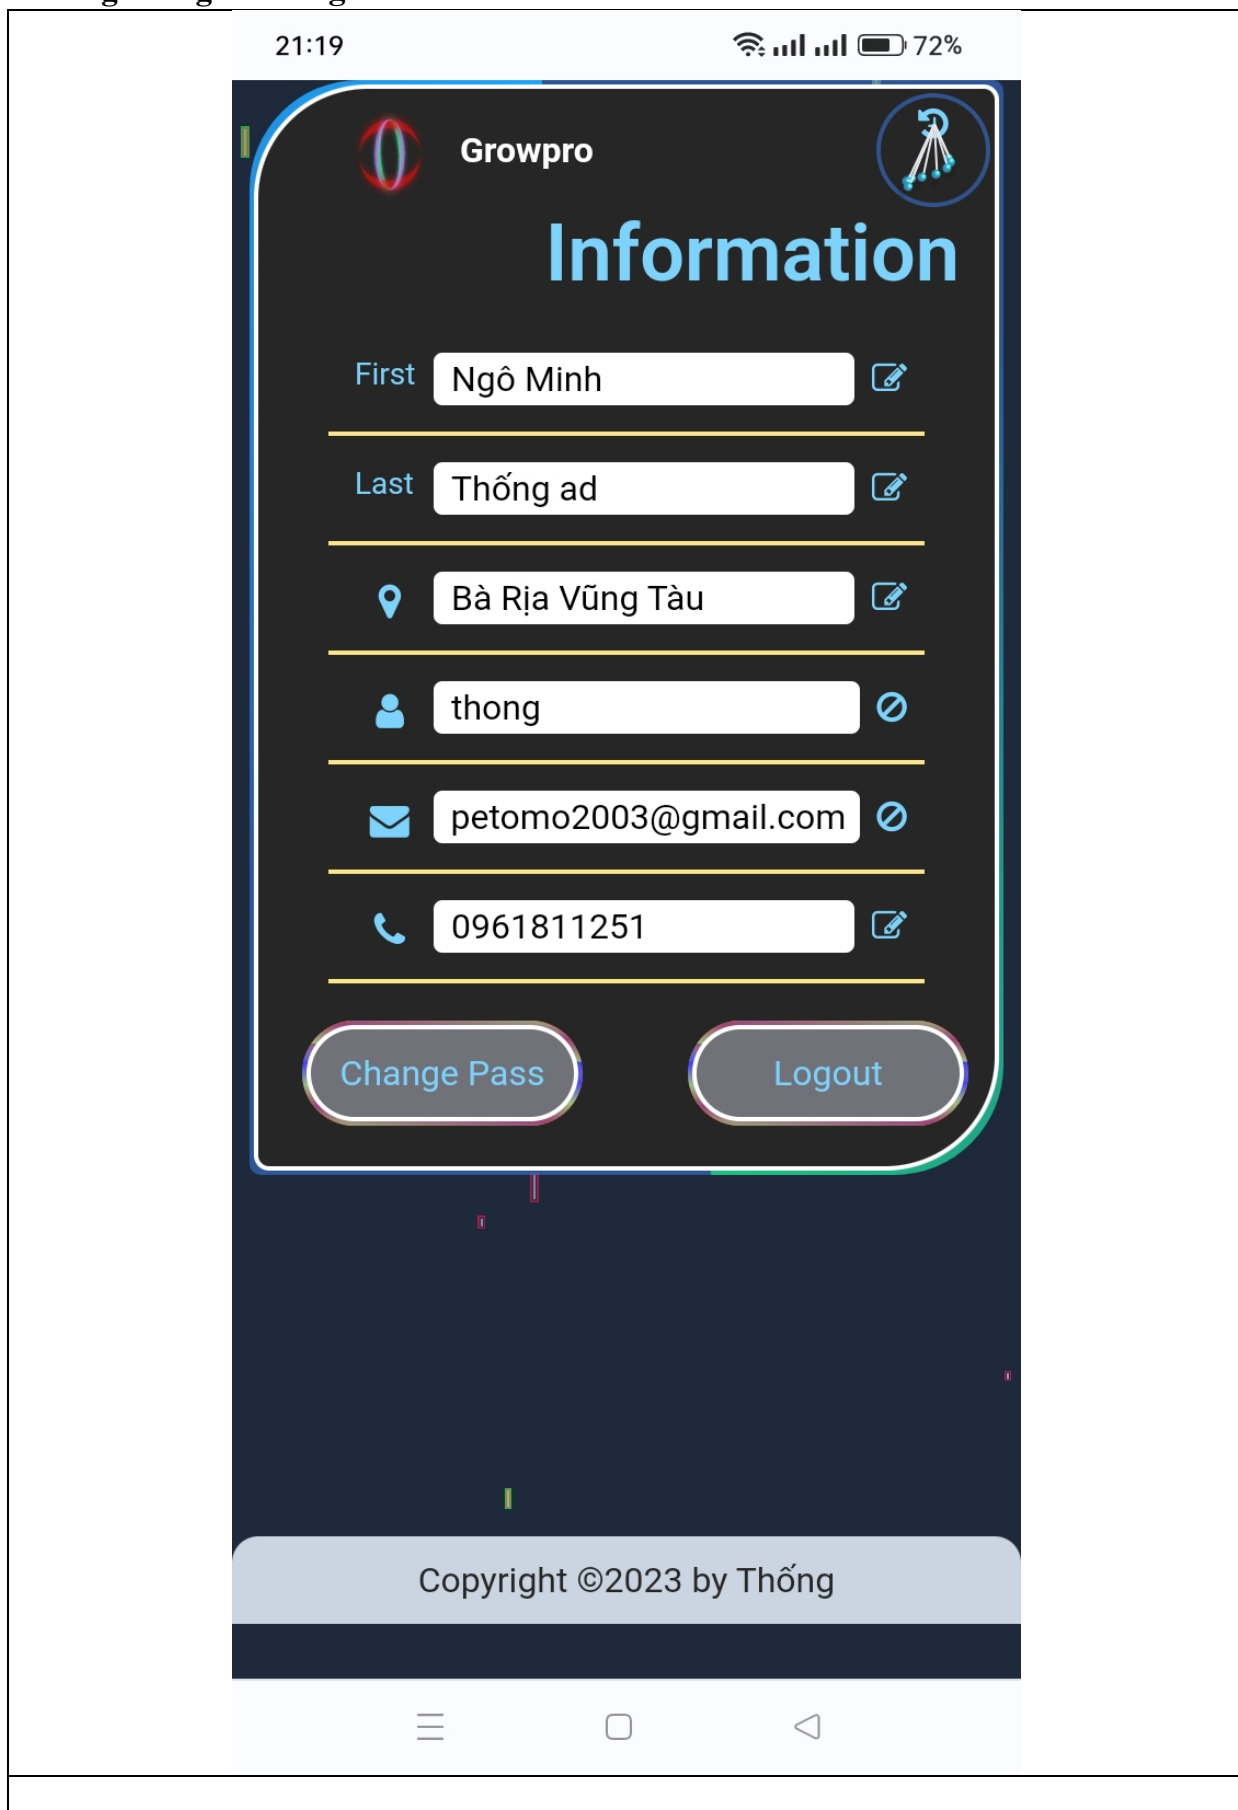 21:19 72%
Growpro
Information
First Ngô Minh
Last Thống ad
Bà Rịa Vũng Tàu
thong
petomo2003@gmail.com
0961811251
Change Pass Logout
Copyright ©2023 by Thống